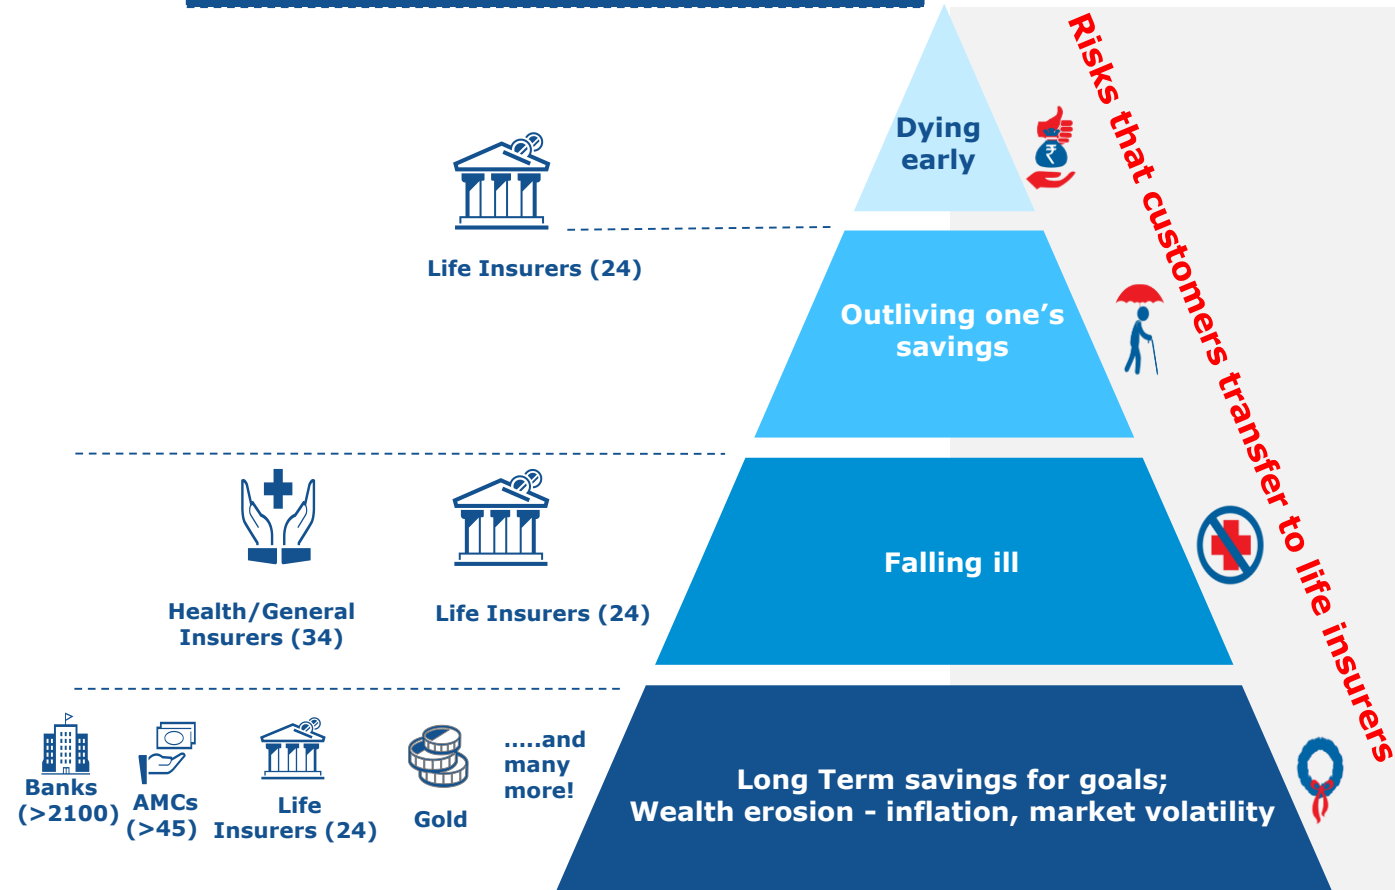 Dying
early
Risks that customers transfer to life insurers
₹
Life Insurers (24)
Outliving one’s
savings
Falling ill
Health/General
Insurers (34)
Life Insurers (24)
Long Term savings for goals;
Wealth erosion - inflation, market volatility
Banks
(>2100)
AMCs
(>45)
Life
Insurers (24)
Gold
.....and
many
more!